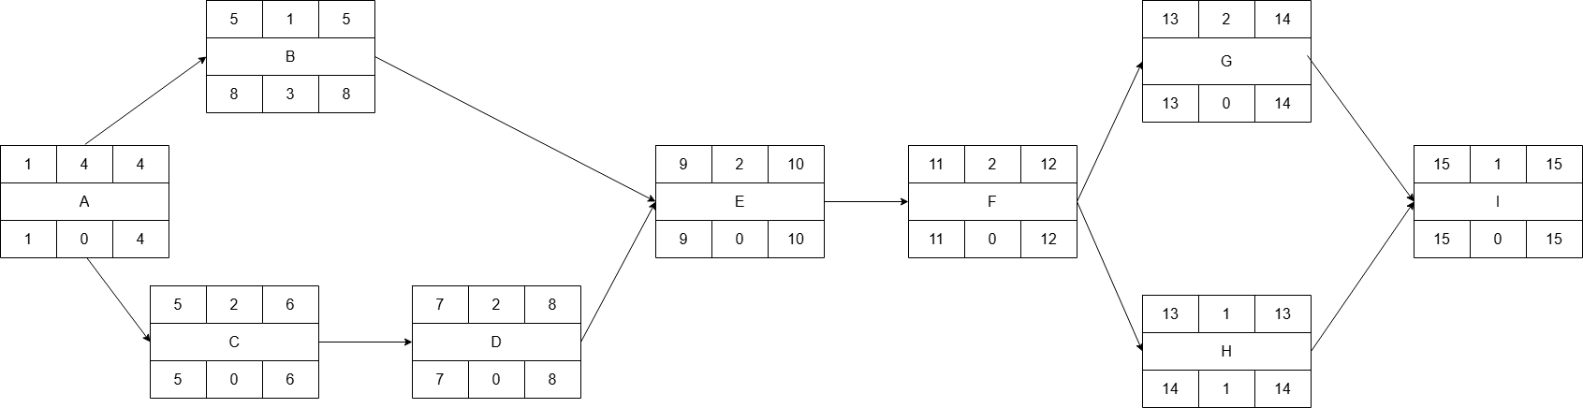 5 1 5
B
8 3 8
1 4 4
A
1 0 4
5 2 6
C
5 0 6
7 2 8
D
7 0 8
9 2 10
E
9 0 10
11 2 12
F
11 0 12
13 2 14
G
13 0 14
13 1 13
H
14 1 14
15 1 15
I
15 0 15